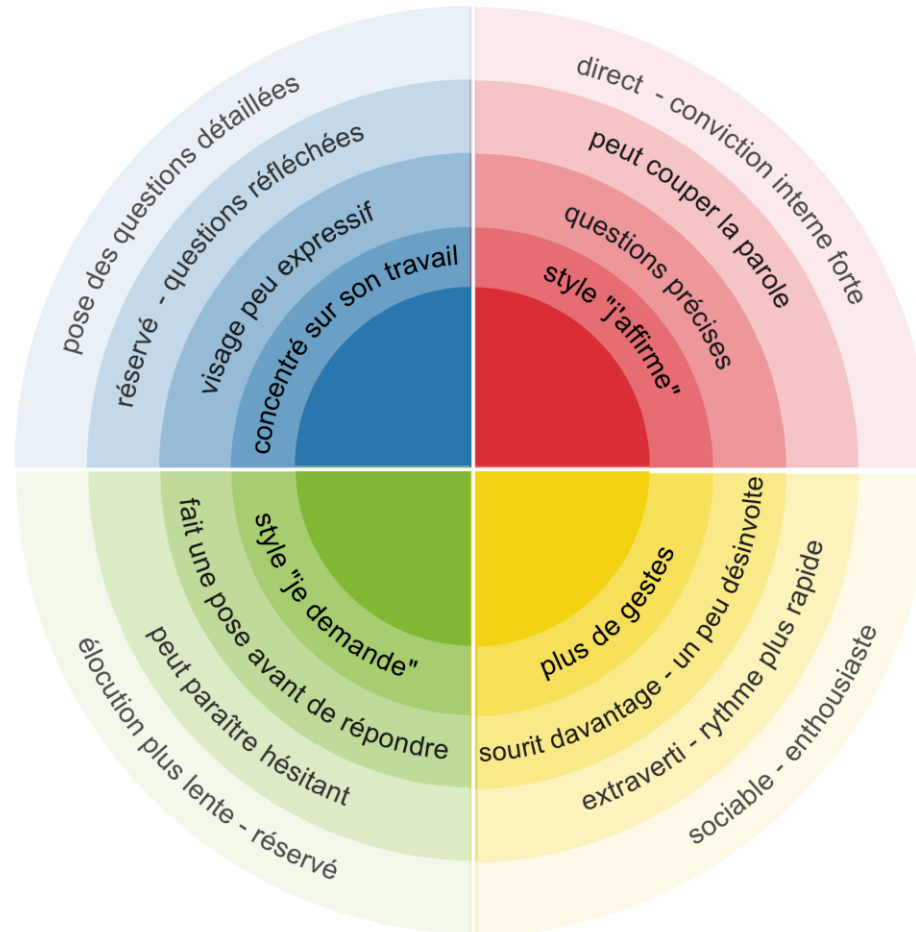 pose des questions détaillées
réservé - questions réfléchées
visage peu expressif
concentré sur son travail
direct - conviction interne forte
peut couper la parole
questions précises
style "j'affirme"
style "je demande"
fait une pose avant de répondre
peut paraître hésitant
élocution plus lente - réservé
plus de gestes
sourit davantage - un peu désinvolte
extraverti - rythme plus rapide
sociable - enthousiaste